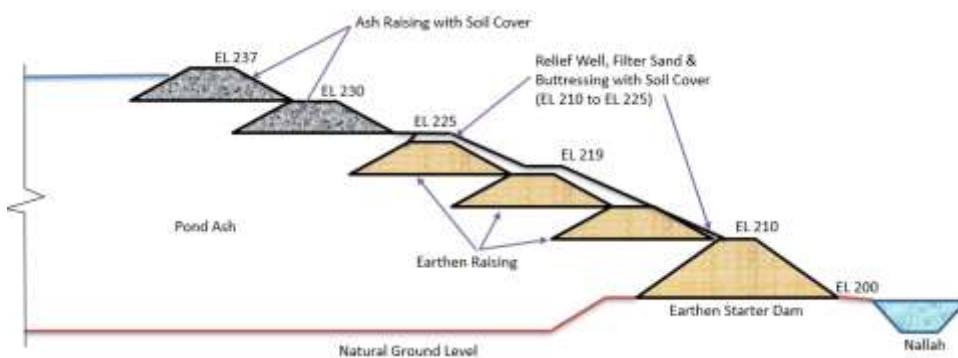 Ash Raising with Soil Cover
EL 237
EL 230
Relief Well, Filter Sand &
Buttressing with Soil Cover
(EL 210 to EL 225)
EL 225
EL 219
Pond Ash
EL 210
Earthen Raising
EL 200
Earthen Starter Dam
Nallah
Natural Ground Level